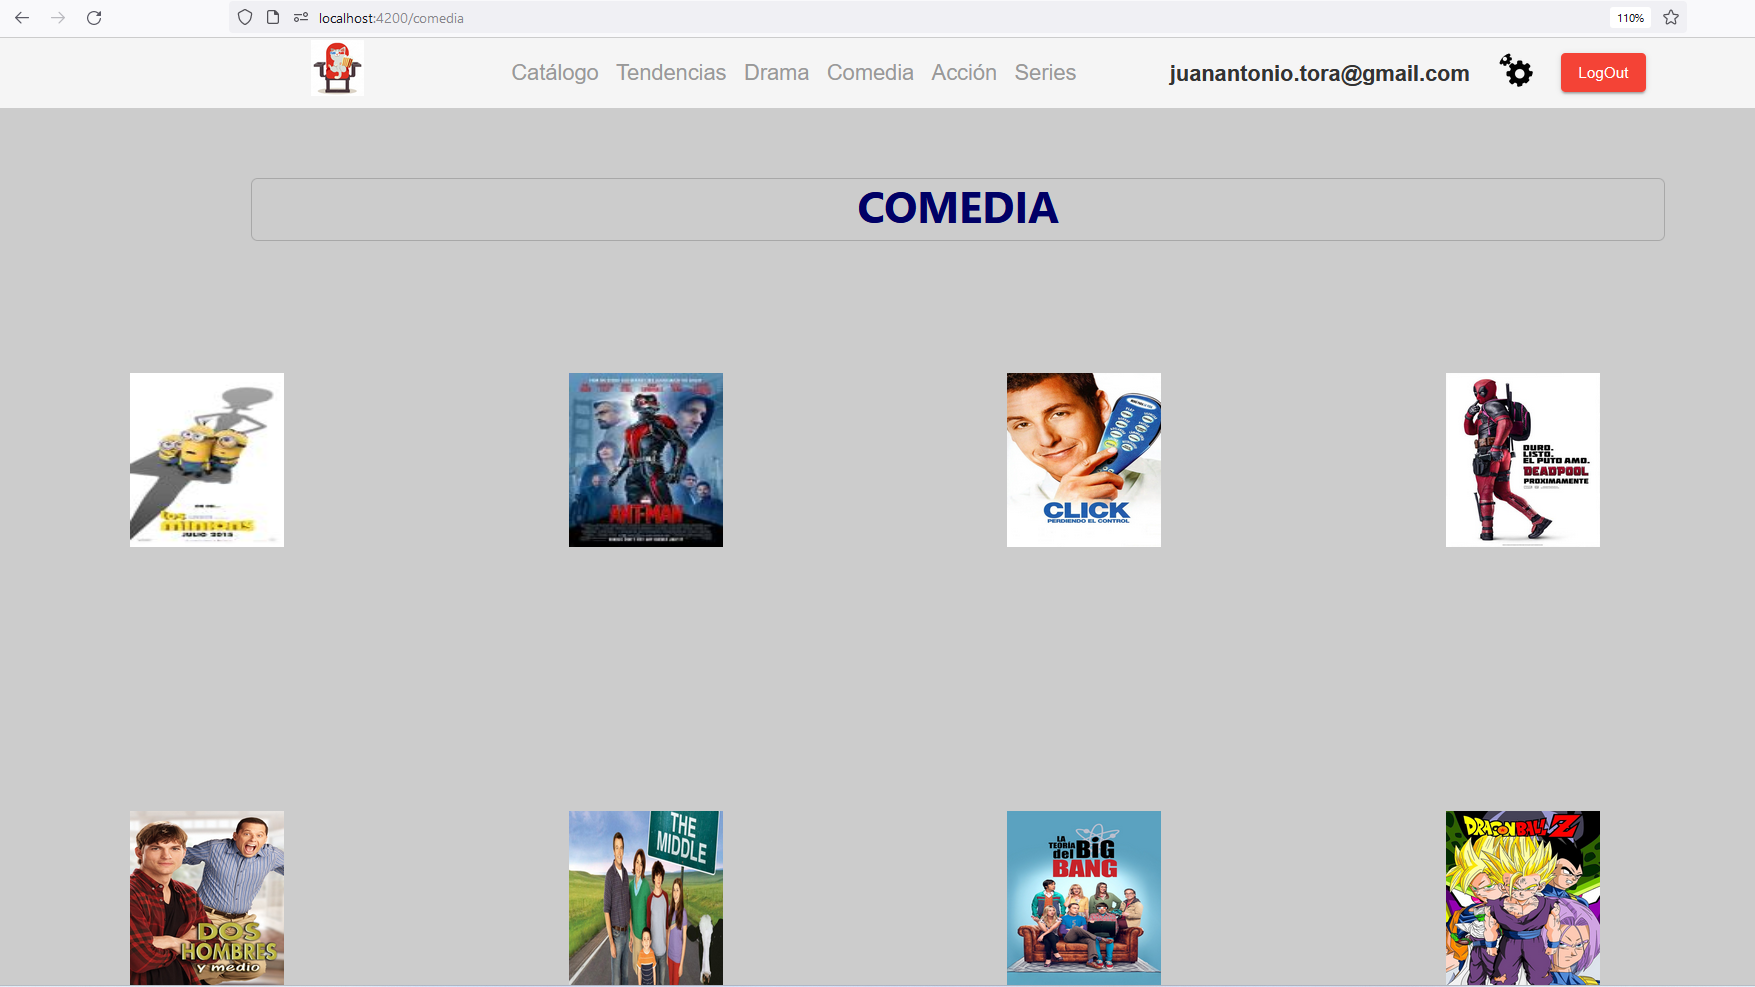 localhost:4200/comedia
110%
Catálogo Tendencias Drama Comedia Acción Series
juanantonio.tora@gmail.com
LogOut
COMEDIA
los
minions
JULIO 2015
ANT-MAN
CLICK
PERDIENDO EL CONTROL
DURO.
LISTO.
EL PUTO AMO.
DEADPOOL
PROXIMAMENTE
DOS
HOMBRES
y medio
THE
MIDDLE
LA
TEORÍA
del BIG
BANG
DRAGON BALL Z